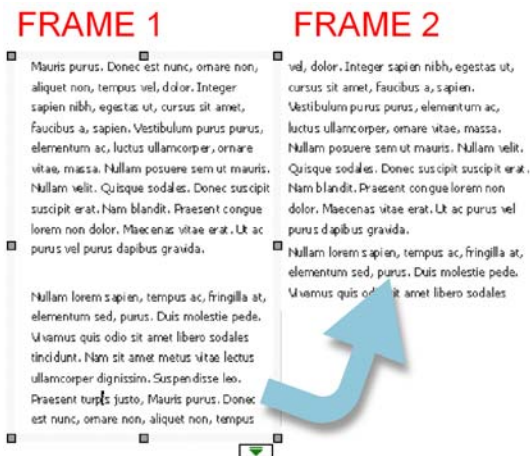 FRAME 1
Mauris purus. Donec est nunc, ornare non,
aliquet non, tempus vel, dolor. Integer
sapien nibh, egestas ut, cursus sit amet,
faucibus a, sapien. Vestibulum purus purus,
elementum ac, luctus ullamcorper, ornare
vitae, massa. Nullam posuere sem ut mauris.
Nullam velit. Quisque sodales. Donec suscipit
suscipit erat. Nam blandit. Praesent congue
lorem non dolor. Maecenas vitae erat. Ut ac
purus vel purus dapibus gravida.
Nullam lorem sapien, tempus ac, fringilla at,
elementum sed, purus. Duis molestie pede.
Vivamus quis odio sit amet libero sodales
tincidunt. Nam sit amet metus vitae lectus
ullamcorper dignissim. Suspendisse leo.
Praesent turpis justo, Mauris purus. Donec
est nunc, ornare non, aliquet non, tempus
FRAME 2
vel, dolor. Integer sapien nibh, egestas ut,
cursus sit amet, faucibus a, sapien.
Vestibulum purus purus, elementum ac,
luctus ullamcorper, ornare vitae, massa.
Nullam posuere sem ut mauris. Nullam velit.
Quisque sodales. Donec suscipit suscipit erat.
Nam blandit. Praesent congue lorem non
dolor. Maecenas vitae erat. Ut ac purus vel
purus dapibus gravida.
Nullam lorem sapien, tempus ac, fringilla at,
elementum sed, purus. Duis molestie pede.
Vivamus quis amet libero sodales